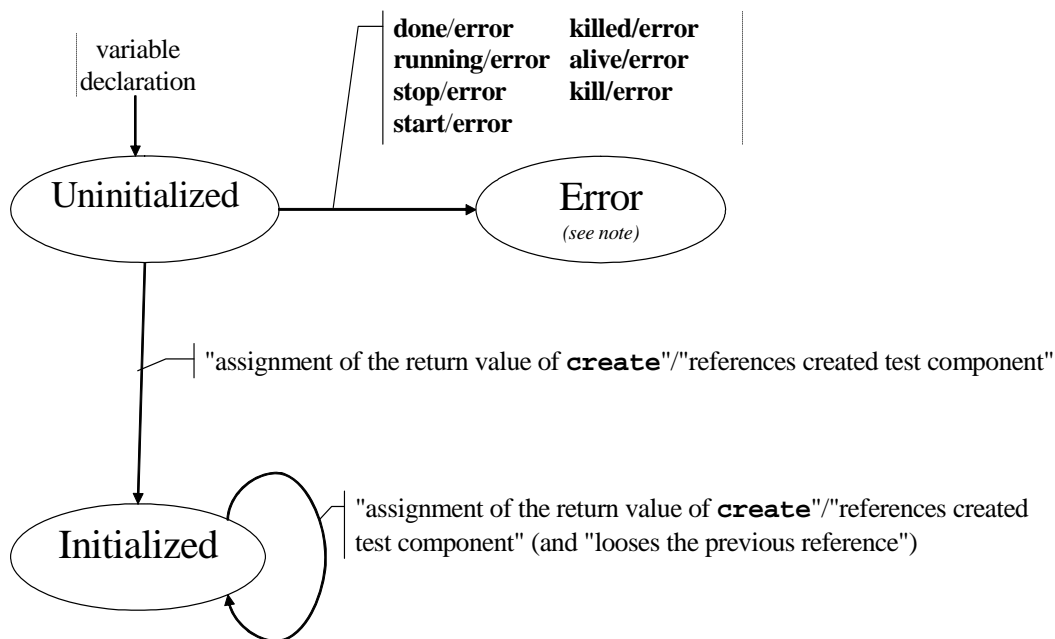 done/error killed/error
running/error alive/error
stop/error kill/error
start/error
variable
declaration
Uninitialized
Error
(see note)
"assignment of the return value of create"/"references created test component"
"assignment of the return value of create"/"references created
test component" (and "looses the previous reference")
Initialized